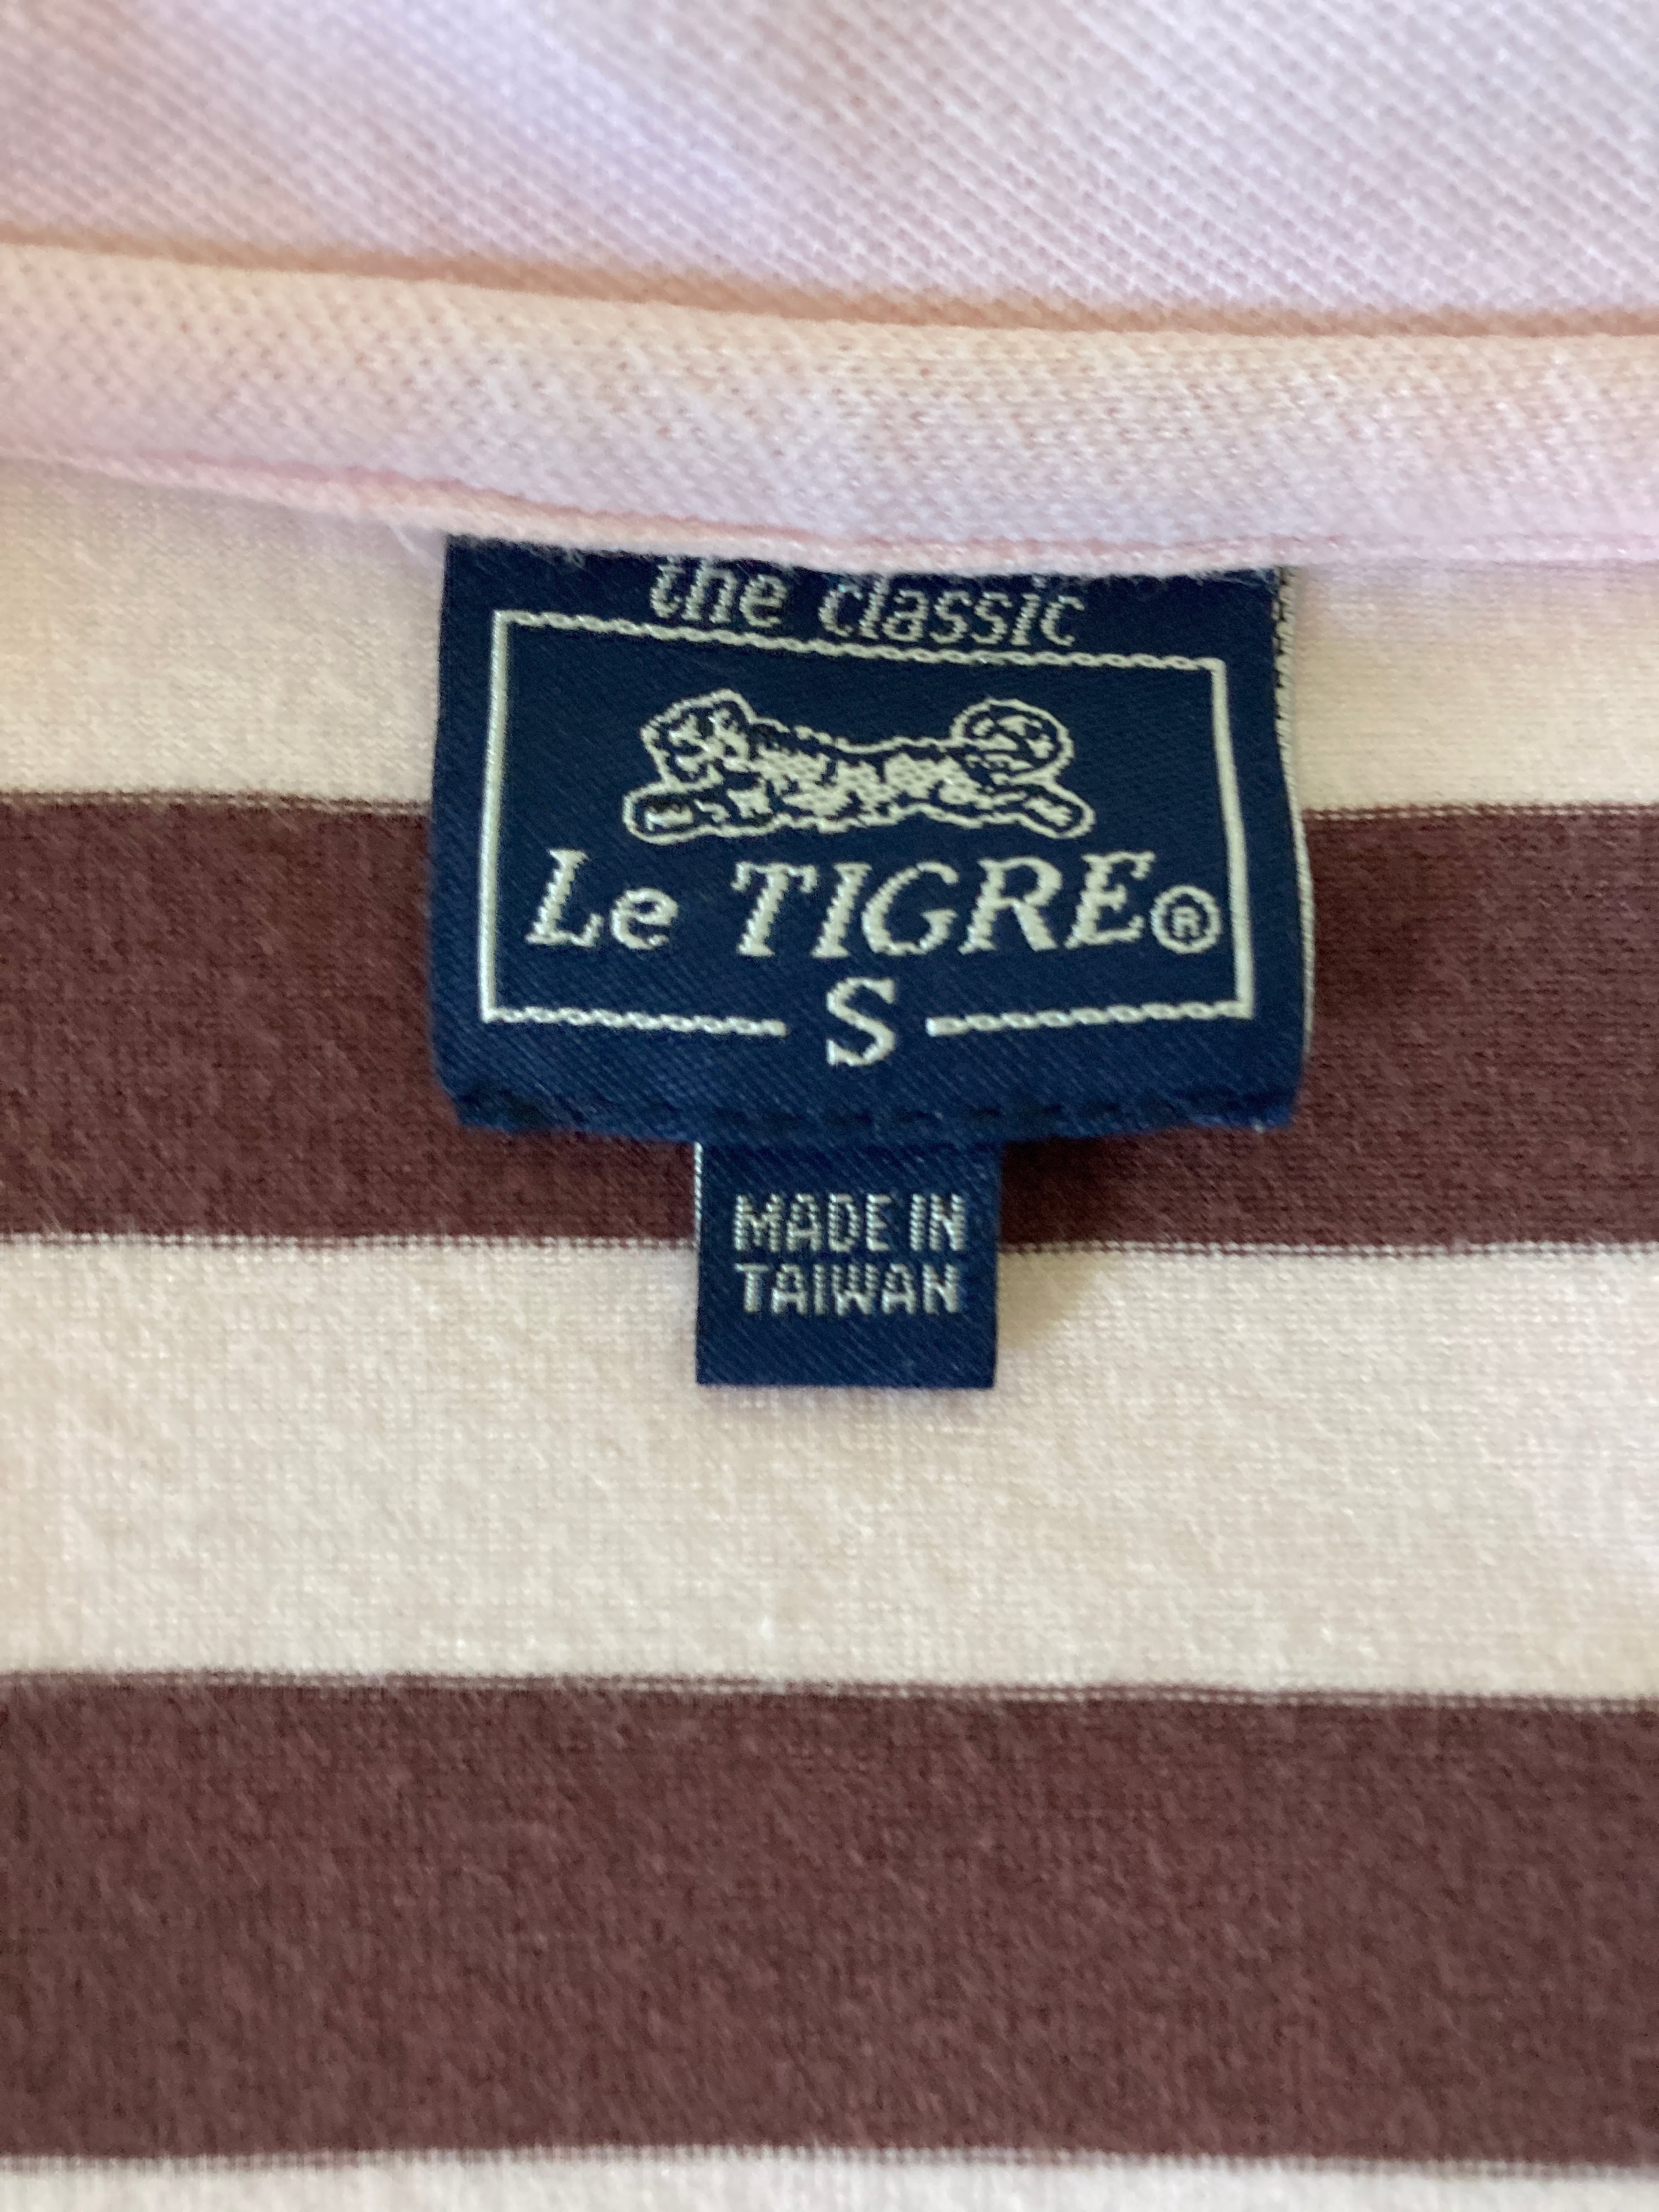 the classic
Le TIGRE®
S
MADE IN
TAIWAN